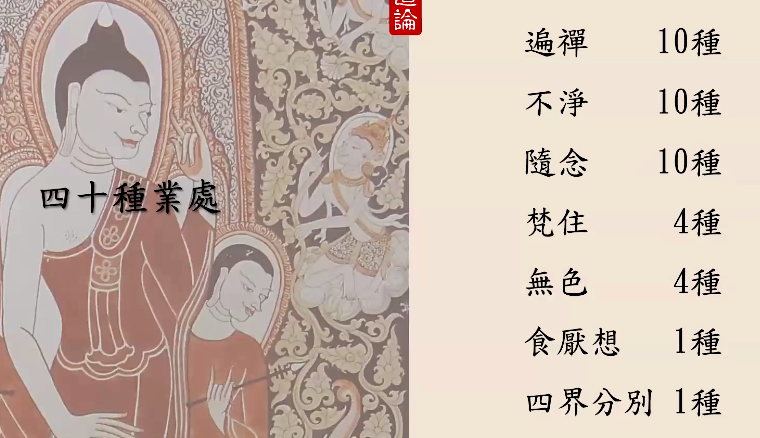 論
四十種業處
遍禪 10種
不淨 10種
隨念 10種
梵住 4種
無色 4種
食厭想 1種
四界分別 1種